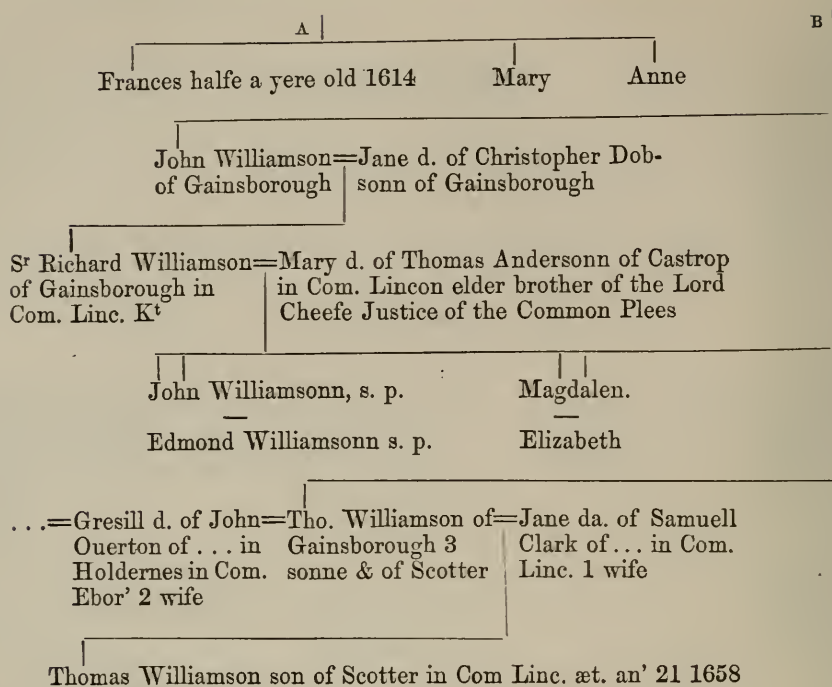 A B
Frances halfe a yere old 1614 Mary Anne
John Williamson=Jane d. of Christopher Dob-
of Gainsborough sonn of Gainsborough
Sʳ Richard Williamson=Mary d. of Thomas Andersonn of Castrop
of Gainsborough in in Com. Lincon elder brother of the Lord
Com. Linc. Kᵗ Cheefe Justice of the Common Plees
John Williamsonn, s. p. Magdalen.
Edmond Williamsonn s. p. Elizabeth
. . .=Gresill d. of John=Tho. Williamson of=Jane da. of Samuell
Ouerton of . . . in Gainsborough 3 Clark of . . . in Com.
Holdernes in Com. sonne & of Scotter Linc. 1 wife
Ebor' 2 wife
Thomas Williamson son of Scotter in Com Linc. æt. an' 21 1658